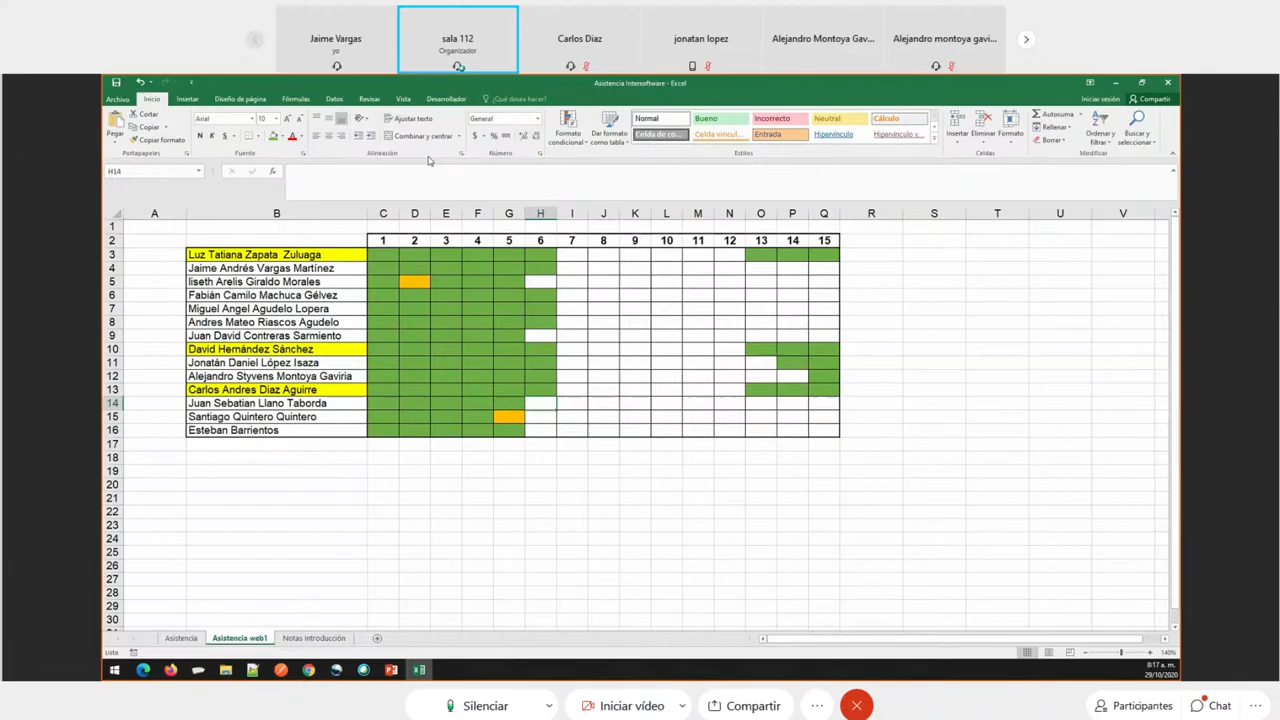 Jaime Vargas
yo
sala 112
Organizador
Carlos Diaz
jonatan lopez
Alejandro Montoya Gav...
Alejandro montoya gavi...
Asistencia Intersoftware - Excel
Archivo Inicio Insertar Diseño de página Fórmulas Datos Revisar Vista Desarrollador ¿Qué desea hacer? Iniciar sesión Compartir
Pegar
Cortar
Copiar
Copiar formato
Portapapeles
Arial 10
N K S
Fuente
Ajustar texto
Combinar y centrar
Alineación
General
$ % 000
Número
Formato condicional
Dar formato como tabla
Normal Bueno Incorrecto Neutral Cálculo
Celda de co... Celda vincul... Entrada Hipervínculo Hipervínculo v...
Estilos
Insertar Eliminar Formato
Celdas
Autosuma
Rellenar
Borrar
Ordenar y filtrar
Buscar y seleccionar
Modificar
H14
fx
A B C D E F G H I J K L M N O P Q R S T U V
1
2 1 2 3 4 5 6 7 8 9 10 11 12 13 14 15
3 Luz Tatiana Zapata Zuluaga
4 Jaime Andrés Vargas Martínez
5 liseth Arelis Giraldo Morales
6 Fabián Camilo Machuca Gélvez
7 Miguel Angel Agudelo Lopera
8 Andres Mateo Riascos Agudelo
9 Juan David Contreras Sarmiento
10 David Hernández Sánchez
11 Jonatán Daniel López Isaza
12 Alejandro Styvens Montoya Gaviria
13 Carlos Andres Diaz Aguirre
14 Juan Sebatian Llano Taborda
15 Santiago Quintero Quintero
16 Esteban Barrientos
17
18
19
20
21
22
23
24
25
26
27
28
29
30
Asistencia Asistencia web1 Notas Introducción
Listo
140%
8:17 a. m.
29/10/2020
Silenciar
Iniciar vídeo
Compartir
Participantes
Chat